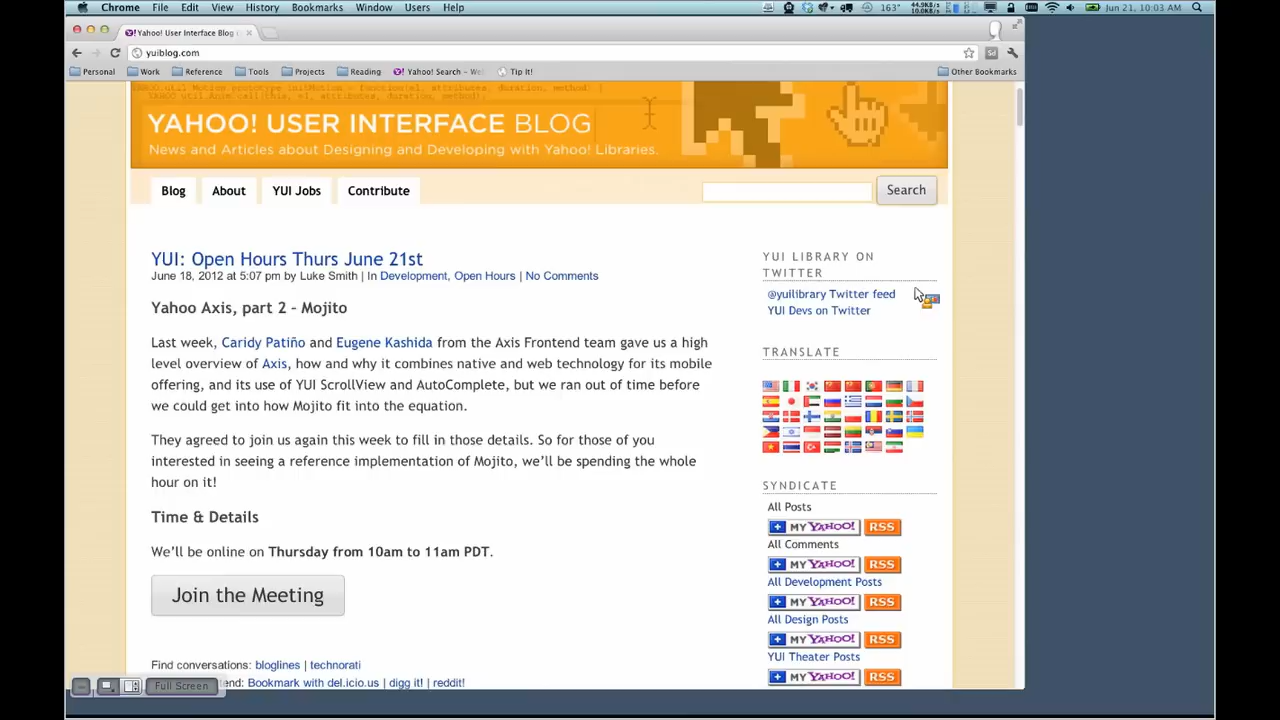 Chrome File Edit View History Bookmarks Window Users Help
163° 44.9KB/s 10.0KB/s Jun 21, 10:03 AM
Yahoo! User Interface Blog
yuiblog.com
Personal Work Reference Tools Projects Reading Yahoo! Search - We Tip It! Other Bookmarks
YAHOO! USER INTERFACE BLOG
News and Articles about Designing and Developing with Yahoo! Libraries.
Blog About YUI Jobs Contribute Search
YUI: Open Hours Thurs June 21st
June 18, 2012 at 5:07 pm by Luke Smith | In Development, Open Hours | No Comments
Yahoo Axis, part 2 – Mojito
Last week, Caridy Patiño and Eugene Kashida from the Axis Frontend team gave us a high
level overview of Axis, how and why it combines native and web technology for its mobile
offering, and its use of YUI ScrollView and AutoComplete, but we ran out of time before
we could get into how Mojito fit into the equation.
They agreed to join us again this week to fill in those details. So for those of you
interested in seeing a reference implementation of Mojito, we'll be spending the whole
hour on it!
Time & Details
We'll be online on Thursday from 10am to 11am PDT.
Join the Meeting
Find conversations: bloglines | technorati
end: Bookmark with del.icio.us | digg it! | reddit!
YUI LIBRARY ON
TWITTER
@yuilibrary Twitter feed
YUI Devs on Twitter
TRANSLATE
SYNDICATE
All Posts
MY YAHOO! RSS
All Comments
MY YAHOO! RSS
All Development Posts
MY YAHOO! RSS
All Design Posts
MY YAHOO! RSS
YUI Theater Posts
MY YAHOO! RSS
Full Screen